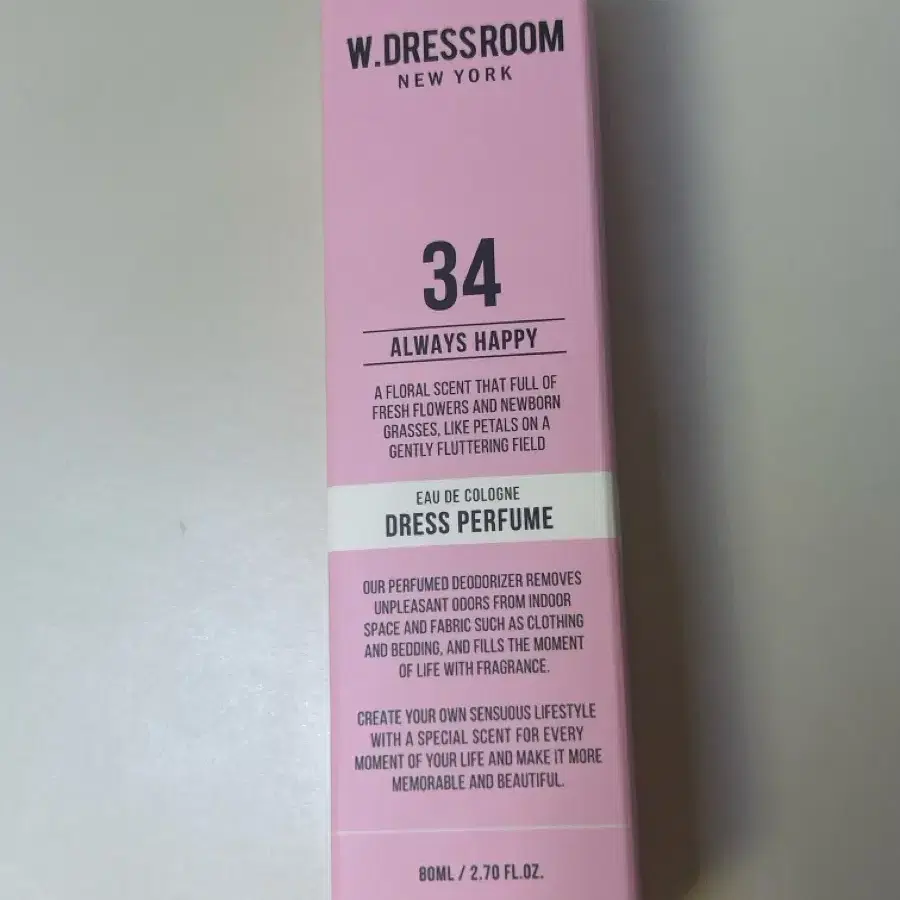 W.DRESSROOM
NEW YORK
34
ALWAYS HAPPY
A FLORAL SCENT THAT FULL OF
FRESH FLOWERS AND NEWBORN
GRASSES, LIKE PETALS ON A
GENTLY FLUTTERING FIELD
EAU DE COLOGNE
DRESS PERFUME
OUR PERFUMED DEODORIZER REMOVES
UNPLEASANT ODORS FROM INDOOR
SPACE AND FABRIC SUCH AS CLOTHING
AND BEDDING, AND FILLS THE MOMENT
OF LIFE WITH FRAGRANCE.
CREATE YOUR OWN SENSUOUS LIFESTYLE
WITH A SPECIAL SCENT FOR EVERY
MOMENT OF YOUR LIFE AND MAKE IT MORE
MEMORABLE AND BEAUTIFUL.
80ML / 2.70 FL.OZ.